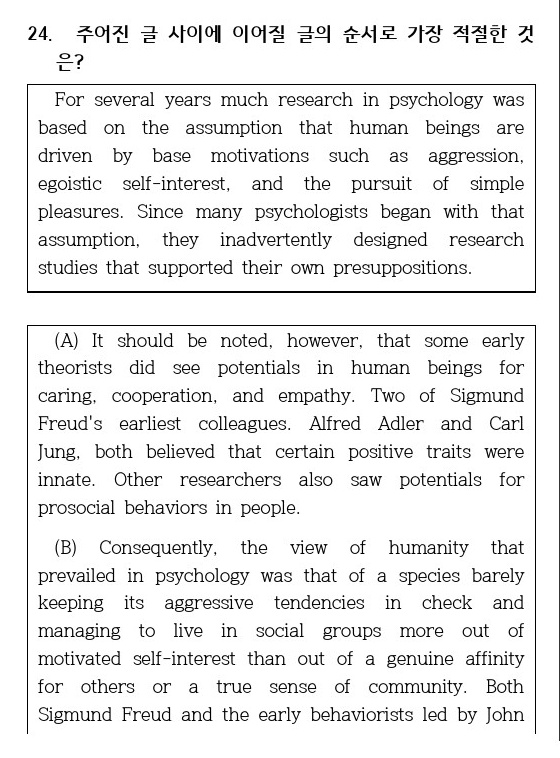 24. 주어진 글 사이에 이어질 글의 순서로 가장 적절한 것
은?
For several years much research in psychology was
based on the assumption that human beings are
driven by base motivations such as aggression,
egoistic self-interest, and the pursuit of simple
pleasures. Since many psychologists began with that
assumption, they inadvertently designed research
studies that supported their own presuppositions.
(A) It should be noted, however, that some early
theorists did see potentials in human beings for
caring, cooperation, and empathy. Two of Sigmund
Freud's earliest colleagues. Alfred Adler and Carl
Jung, both believed that certain positive traits were
innate. Other researchers also saw potentials for
prosocial behaviors in people.
(B) Consequently, the view of humanity that
prevailed in psychology was that of a species barely
keeping its aggressive tendencies in check and
managing to live in social groups more out of
motivated self-interest than out of a genuine affinity
for others or a true sense of community. Both
Sigmund Freud and the early behaviorists led by John